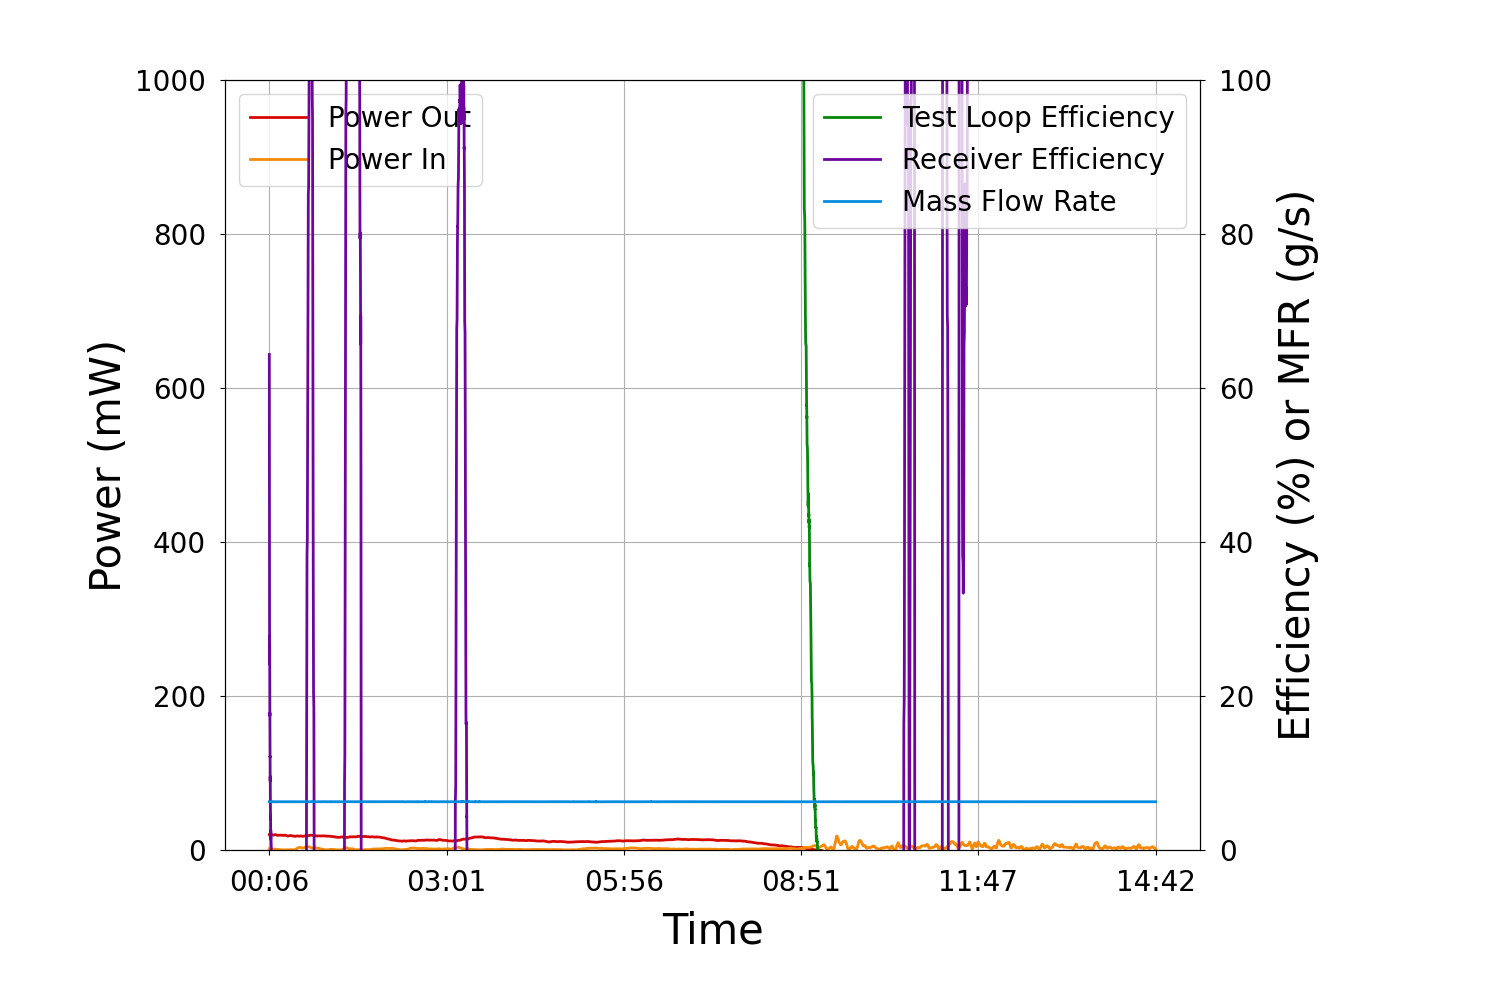 1000
800
600
400
200
0
Power (mW)
Power Out
Power In
Test Loop Efficiency
Receiver Efficiency
Mass Flow Rate
100
80
60
40
20
0
Efficiency (%) or MFR (g/s)
00:06 03:01 05:56 08:51 11:47 14:42
Time